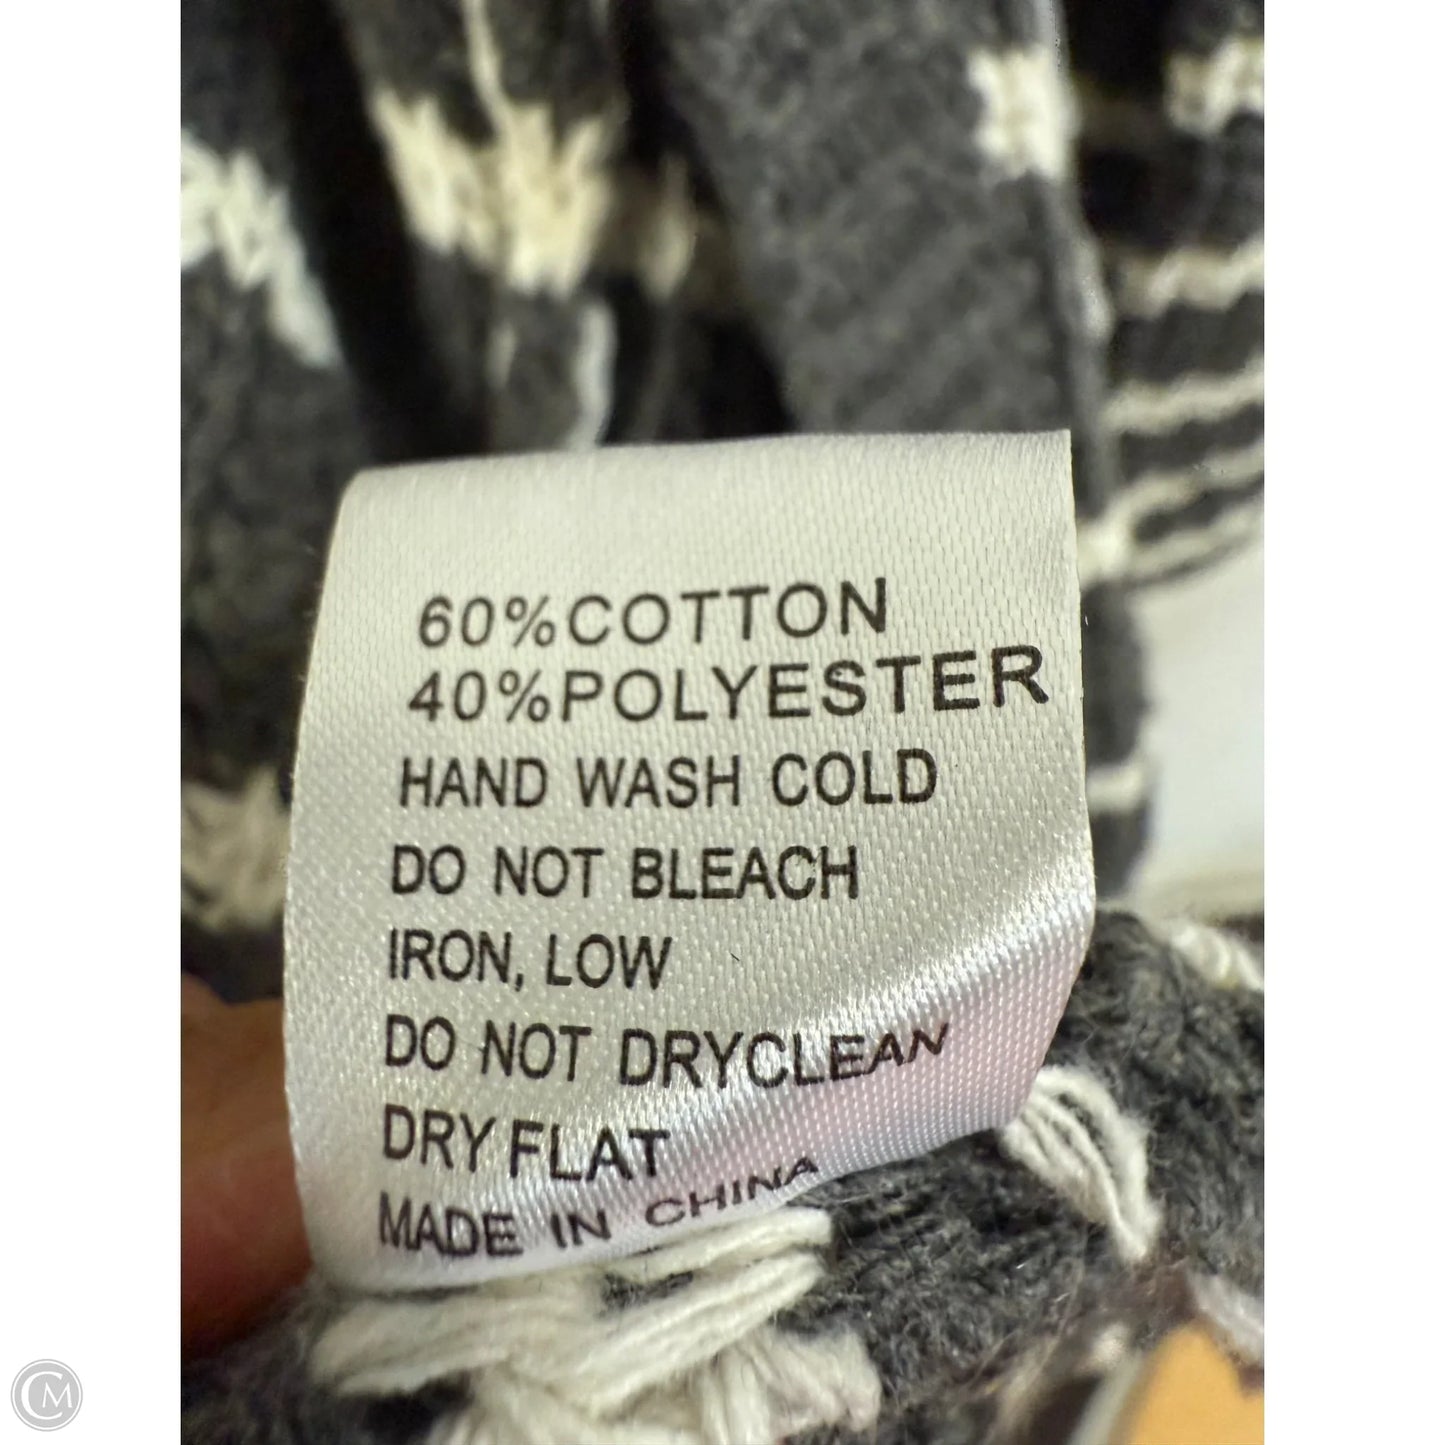 60%COTTON
40%POLYESTER
HAND WASH COLD
DO NOT BLEACH
IRON, LOW
DO NOT DRYCLEAN
DRY FLAT
MADE IN CHINA
CM